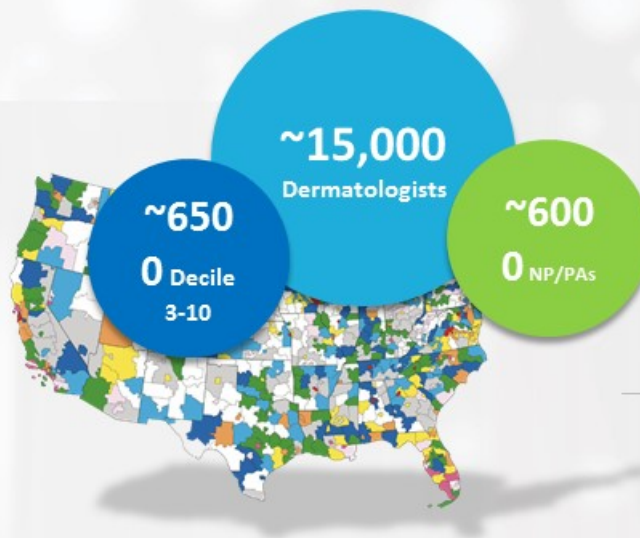 ~15,000
Dermatologists
~650
0 Decile
3-10
~600
0 NP/PAs